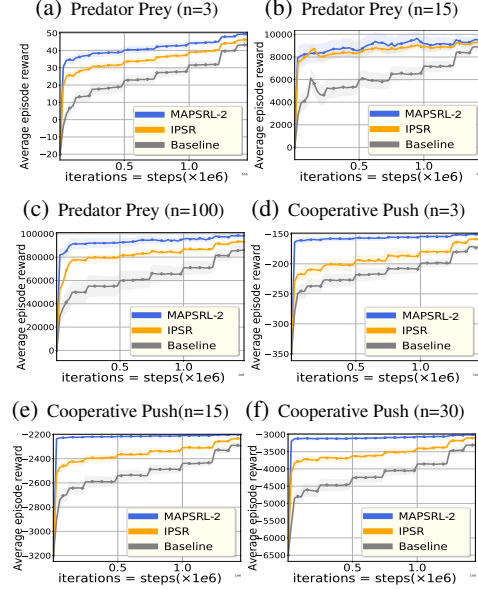 (a) Predator Prey (n=3)
(b) Predator Prey (n=15)
Average episode reward
50
40
30
20
10
0
−10
−20
MAPSRL-2
IPSR
Baseline
0.5
1.0
1e6
iterations = steps(×1e6)
Average episode reward
10000
8000
6000
4000
2000
0
MAPSRL-2
IPSR
Baseline
0.5
1.0
1e6
iterations = steps(×1e6)
(c) Predator Prey (n=100)
(d) Cooperative Push (n=3)
Average episode reward
100000
80000
60000
40000
20000
0
MAPSRL-2
IPSR
Baseline
0.5
1.0
1e6
iterations = steps(×1e6)
Average episode reward
−150
−200
−250
−300
−350
MAPSRL-2
IPSR
Baseline
0.5
1.0
1e6
iterations = steps(×1e6)
(e) Cooperative Push(n=15)
(f) Cooperative Push (n=30)
Average episode reward
−2200
−2400
−2600
−2800
−3000
−3200
MAPSRL-2
IPSR
Baseline
0.5
1.0
1e6
iterations = steps(×1e6)
Average episode reward
−3000
−3500
−4000
−4500
−5000
−5500
−6000
−6500
MAPSRL-2
IPSR
Baseline
0.5
1.0
1e6
iterations = steps(×1e6)